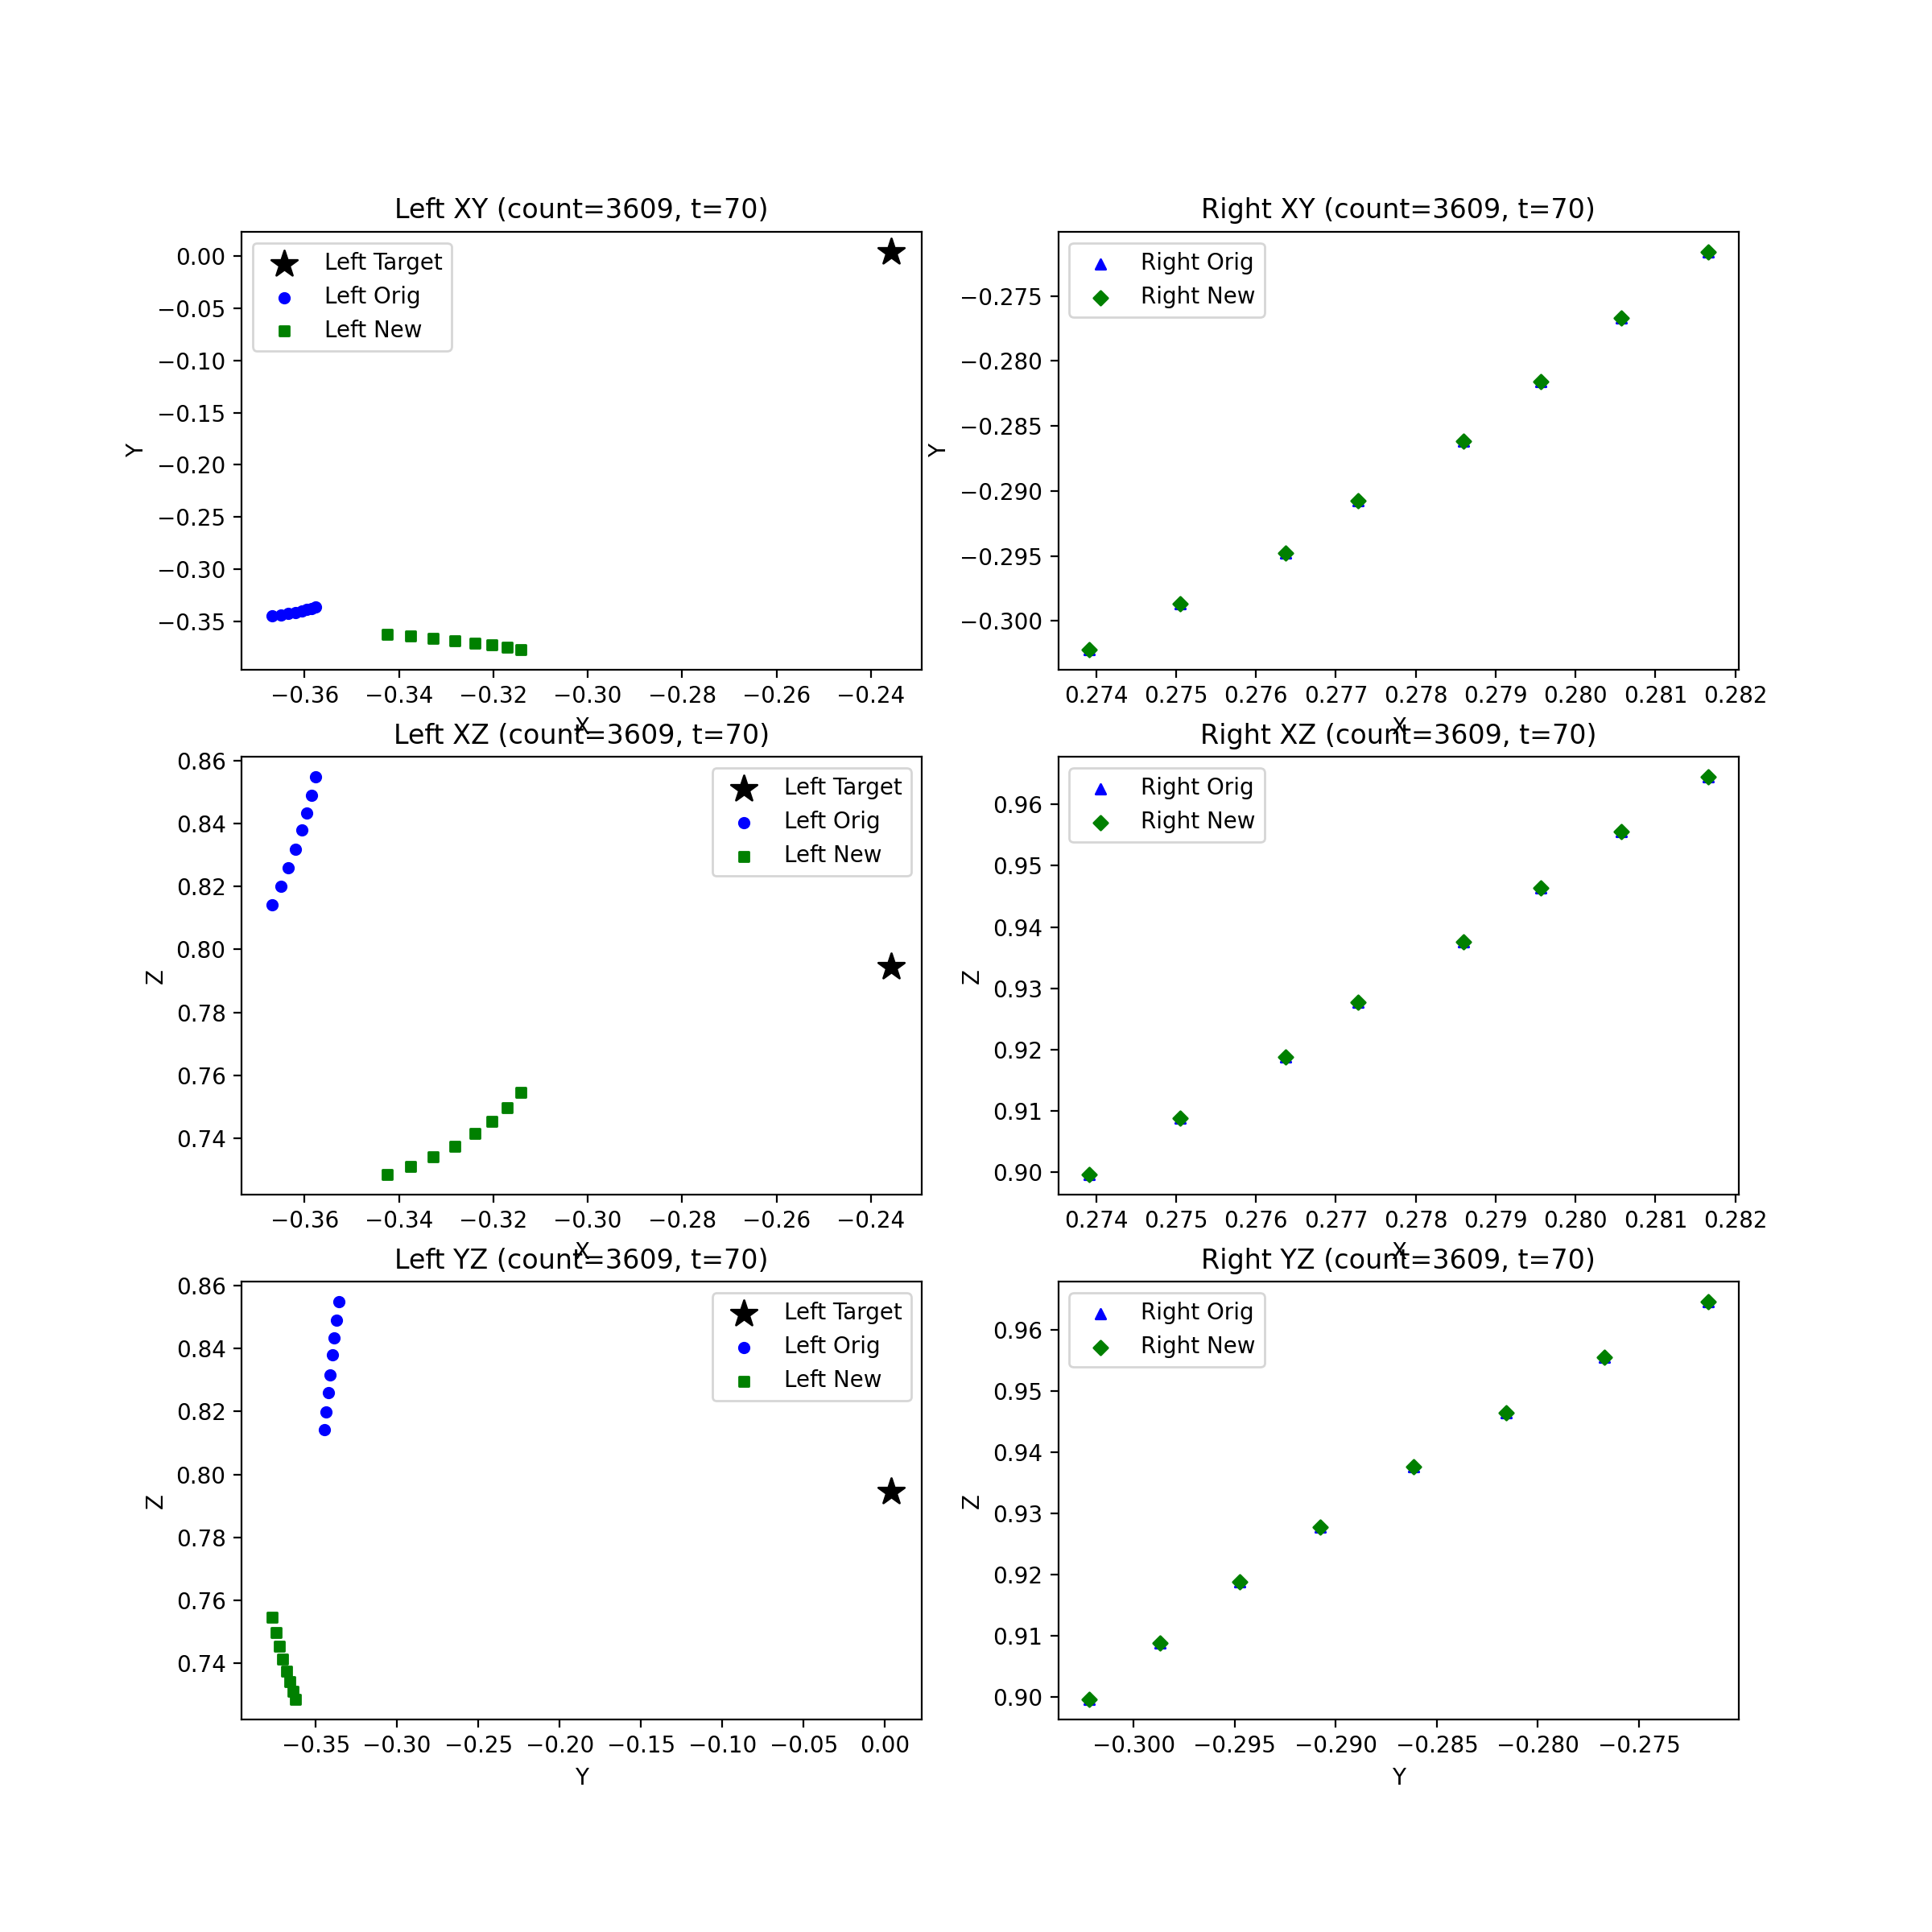 Left XY (count=3609, t=70)
Left Target
Left Orig
Left New
Y
0.00
−0.05
−0.10
−0.15
−0.20
−0.25
−0.30
−0.35
−0.36 −0.34 −0.32 −0.30 −0.28 −0.26 −0.24
X
Right XY (count=3609, t=70)
Right Orig
Right New
Y
−0.275
−0.280
−0.285
−0.290
−0.295
−0.300
0.274 0.275 0.276 0.277 0.278 0.279 0.280 0.281 0.282
X
Left XZ (count=3609, t=70)
Left Target
Left Orig
Left New
Z
0.86
0.84
0.82
0.80
0.78
0.76
0.74
−0.36 −0.34 −0.32 −0.30 −0.28 −0.26 −0.24
X
Right XZ (count=3609, t=70)
Right Orig
Right New
Z
0.96
0.95
0.94
0.93
0.92
0.91
0.90
0.274 0.275 0.276 0.277 0.278 0.279 0.280 0.281 0.282
X
Left YZ (count=3609, t=70)
Left Target
Left Orig
Left New
Z
0.86
0.84
0.82
0.80
0.78
0.76
0.74
−0.35 −0.30 −0.25 −0.20 −0.15 −0.10 −0.05 0.00
Y
Right YZ (count=3609, t=70)
Right Orig
Right New
Z
0.96
0.95
0.94
0.93
0.92
0.91
0.90
−0.300 −0.295 −0.290 −0.285 −0.280 −0.275
Y